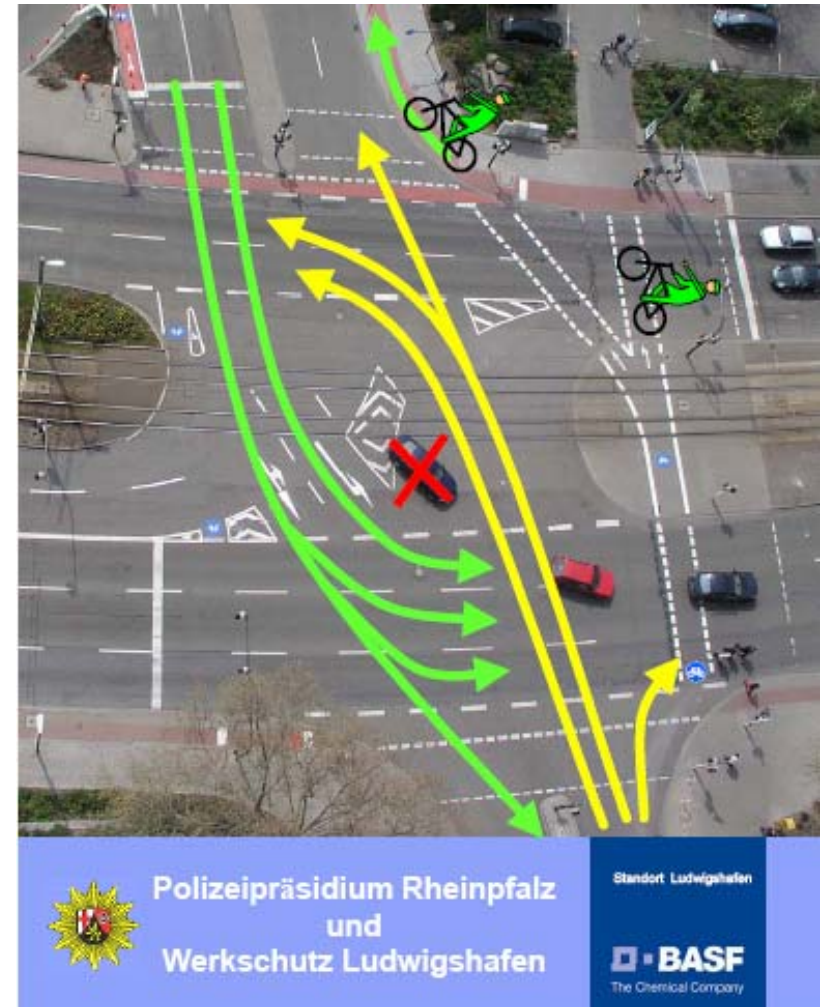 Polizeipräsidium Rheinpfalz
und
Werkschutz Ludwigshafen
Standort Ludwigshafen
BASF
The Chemical Company